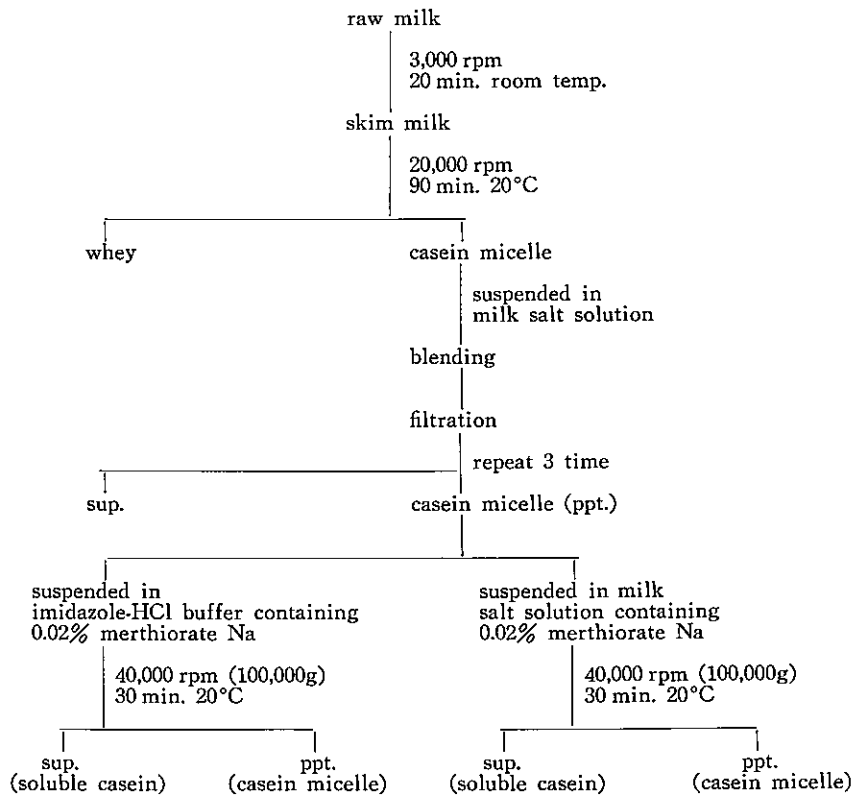 raw milk
3,000 rpm
20 min. room temp.
skim milk
20,000 rpm
90 min. 20°C
whey
casein micelle
suspended in
milk salt solution
blending
filtration
repeat 3 time
sup.
casein micelle (ppt.)
suspended in
imidazole-HCl buffer containing
0.02% merthiorate Na
suspended in milk
salt solution containing
0.02% merthiorate Na
40,000 rpm (100,000g)
30 min. 20°C
40,000 rpm (100,000g)
30 min. 20°C
sup.
(soluble casein)
ppt.
(casein micelle)
sup.
(soluble casein)
ppt.
(casein micelle)